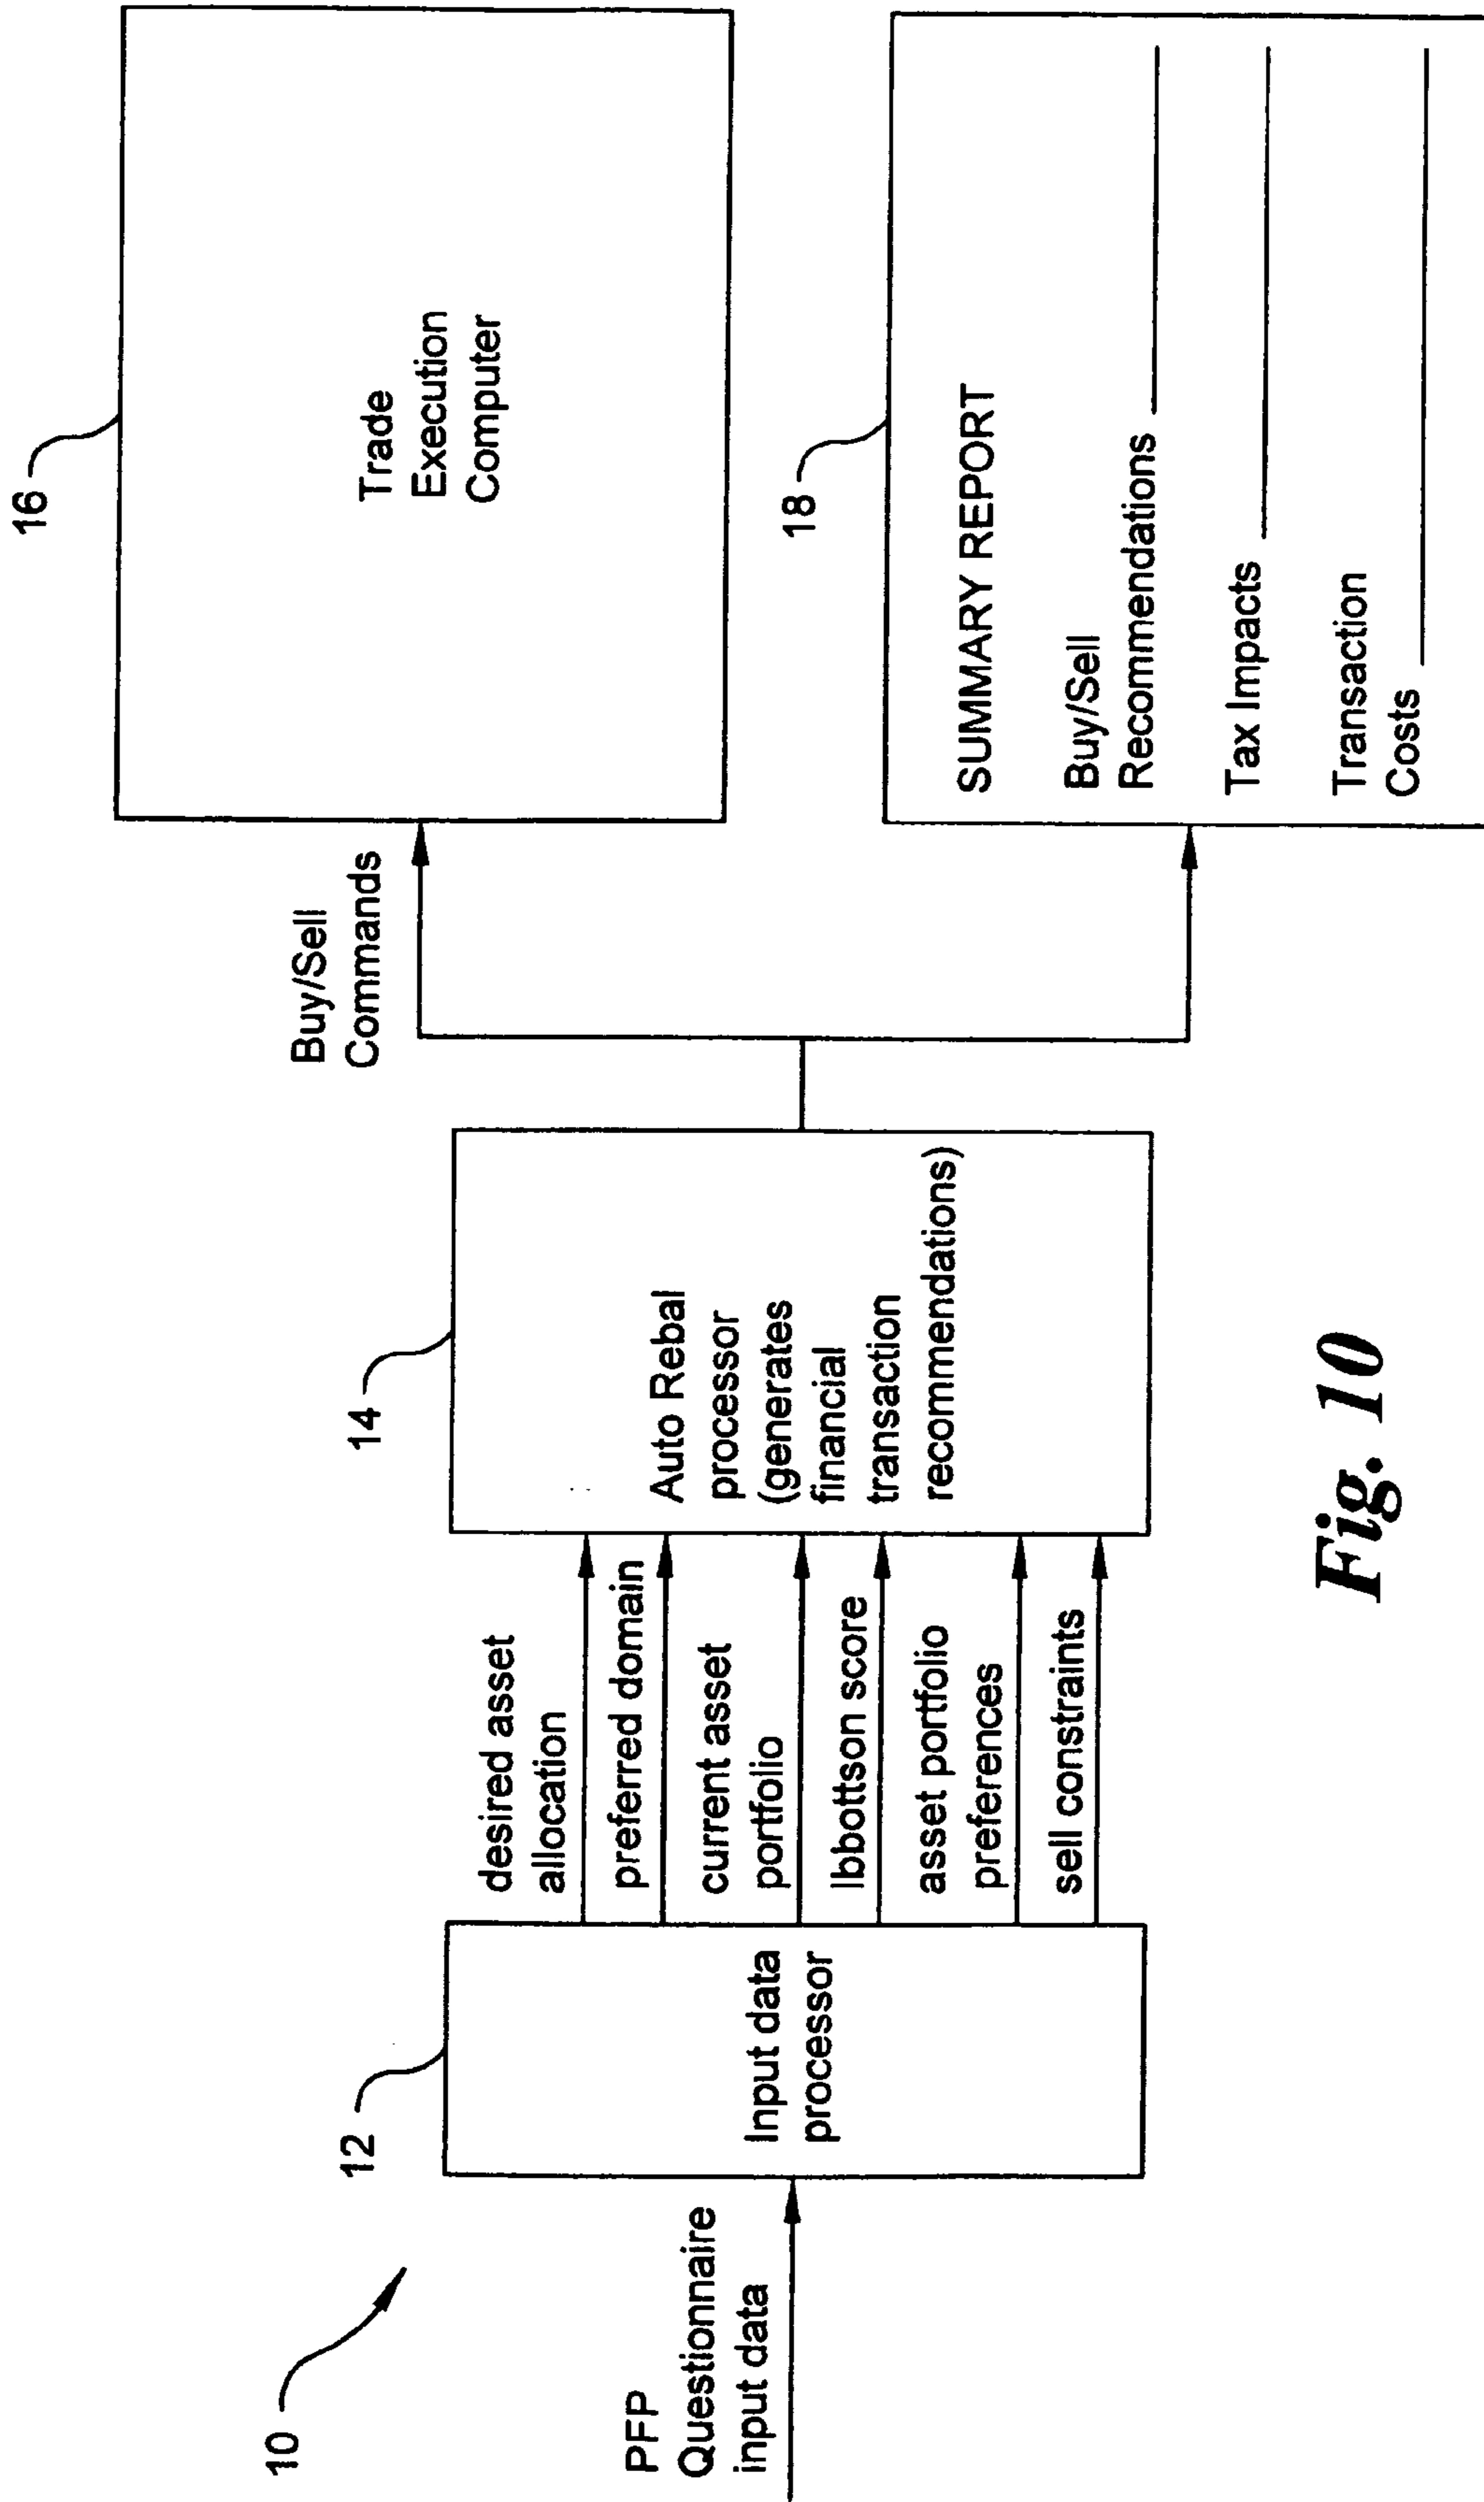 10
PFP
Questionnaire
input data
12
Input data
processor
desired asset
allocation
preferred domain
current asset
portfolio
Ibbottson score
asset portfolio
preferences
sell constraints
14
Auto Rebal
processor
(generates
financial
transaction
recommendations)
Buy/Sell
Commands
16
Trade
Execution
Computer
18
SUMMARY REPORT
Buy/Sell
Recommendations
Tax Impacts
Transaction
Costs
Fig. 10